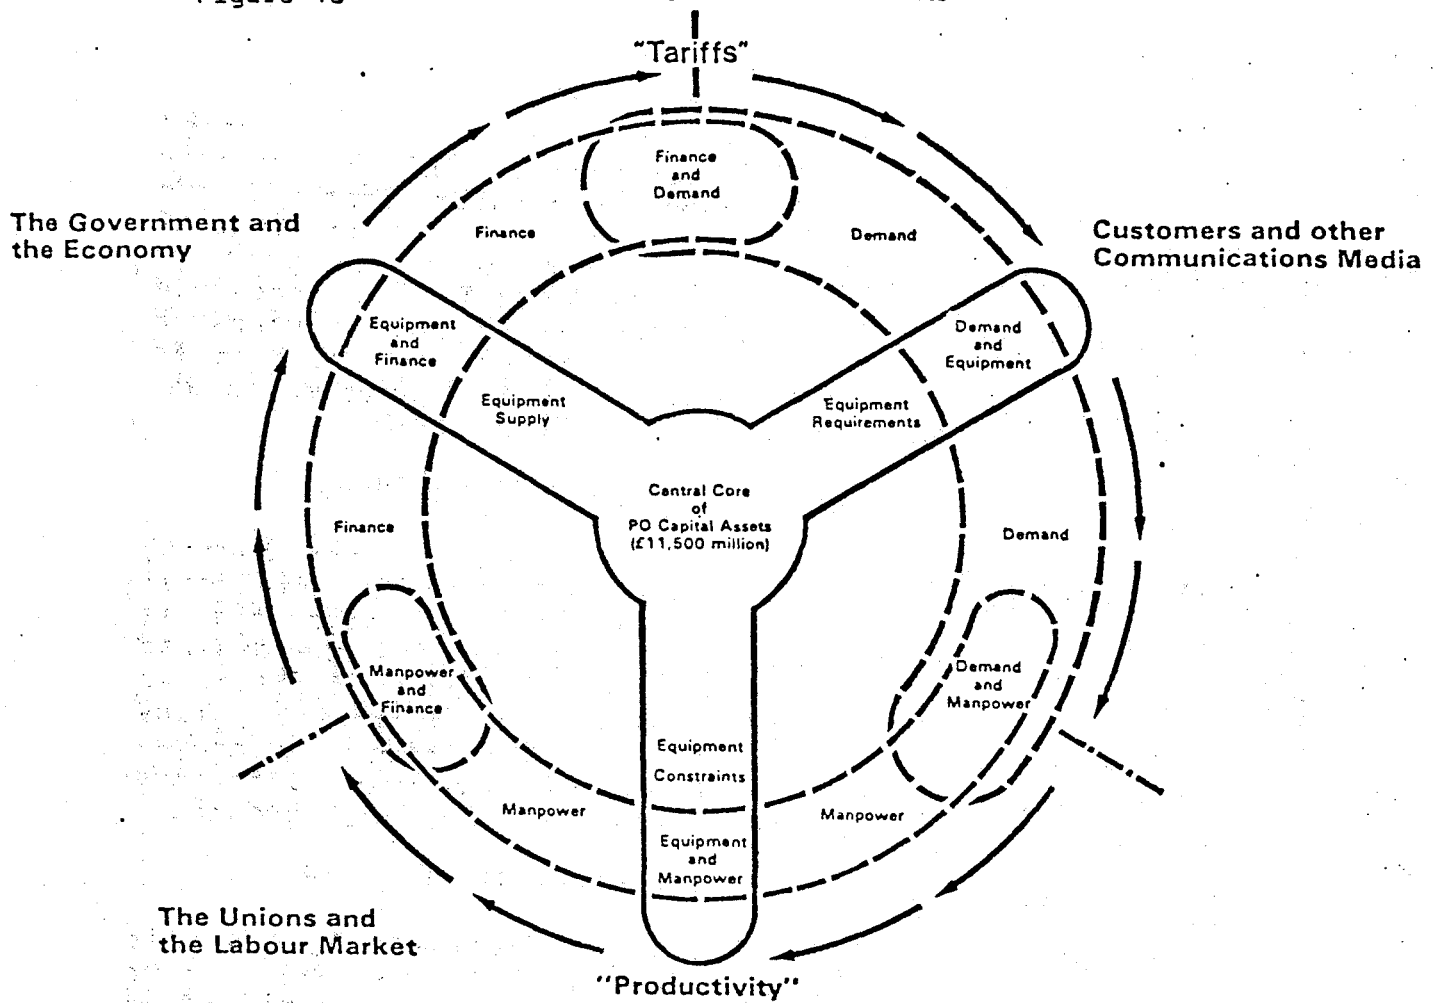 "Tariffs"
Finance
and
Demand
The Government and
the Economy
Finance
Demand
Customers and other
Communications Media
Equipment
and
Finance
Demand
and
Equipment
Equipment
Supply
Equipment
Requirements
Central Core
of
PO Capital Assets
(£11,500 million)
Finance
Demand
Manpower
and
Finance
Demand
and
Manpower
Equipment
Constraints
Manpower
Manpower
Equipment
and
Manpower
The Unions and
the Labour Market
"Productivity"